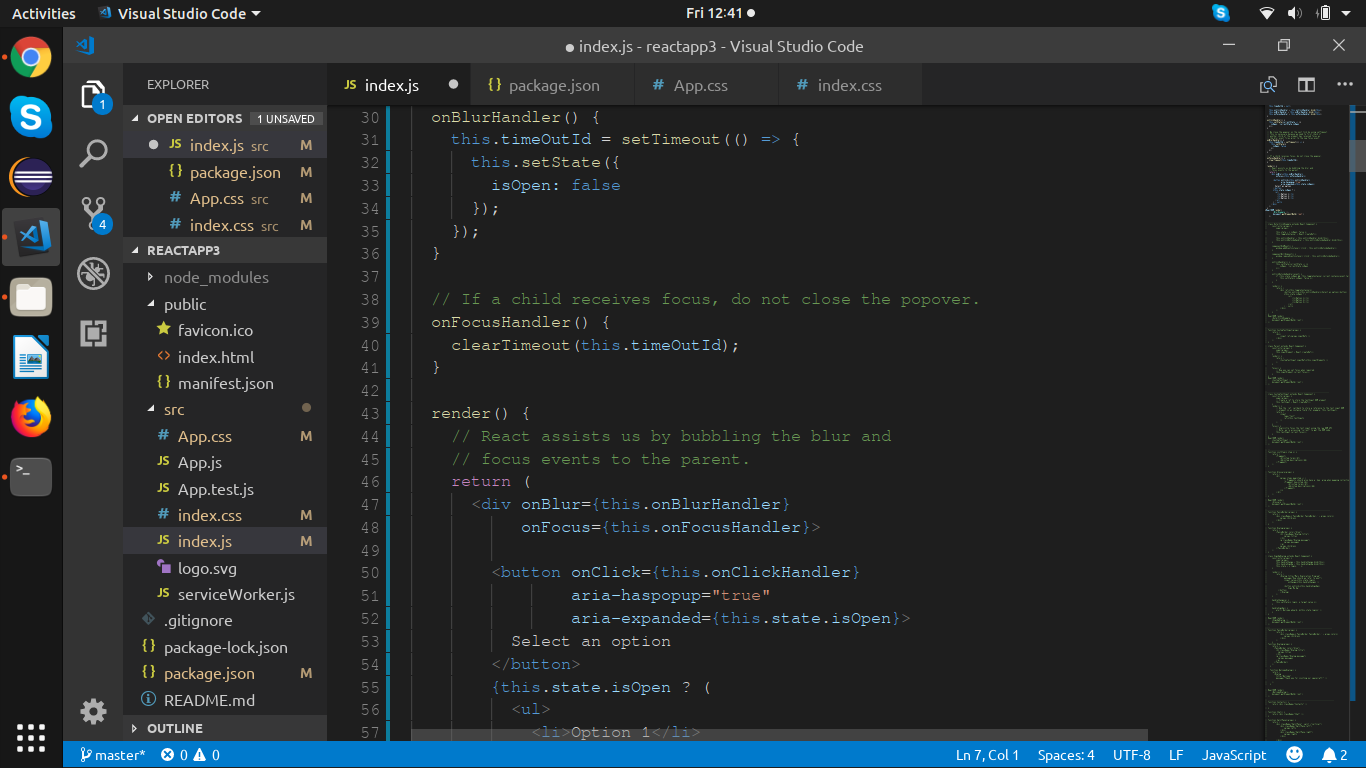 Activities Visual Studio Code Fri 12:41
index.js - reactapp3 - Visual Studio Code
EXPLORER
OPEN EDITORS 1 UNSAVED
JS index.js src M
{} package.json M
# App.css src M
# index.css src M
REACTAPP3
node_modules
public
favicon.ico
<> index.html
{} manifest.json
src
# App.css M
JS App.js
JS App.test.js
# index.css M
JS index.js M
logo.svg
JS serviceWorker.js
.gitignore
{} package-lock.json
{} package.json M
README.md
OUTLINE
1
4
JS index.js {} package.json # App.css # index.css
30 onBlurHandler() {
31 this.timeOutId = setTimeout(() => {
32 this.setState({
33 isOpen: false
34 });
35 });
36 }
37
38 // If a child receives focus, do not close the popover.
39 onFocusHandler() {
40 clearTimeout(this.timeOutId);
41 }
42
43 render() {
44 // React assists us by bubbling the blur and
45 // focus events to the parent.
46 return (
47 <div onBlur={this.onBlurHandler}
48 onFocus={this.onFocusHandler}>
49
50 <button onClick={this.onClickHandler}
51 aria-haspopup="true"
52 aria-expanded={this.state.isOpen}>
53 Select an option
54 </button>
55 {this.state.isOpen ? (
56 <ul>
57 <li>Option 1</li>
master* 0 0 Ln 7, Col 1 Spaces: 4 UTF-8 LF JavaScript 2